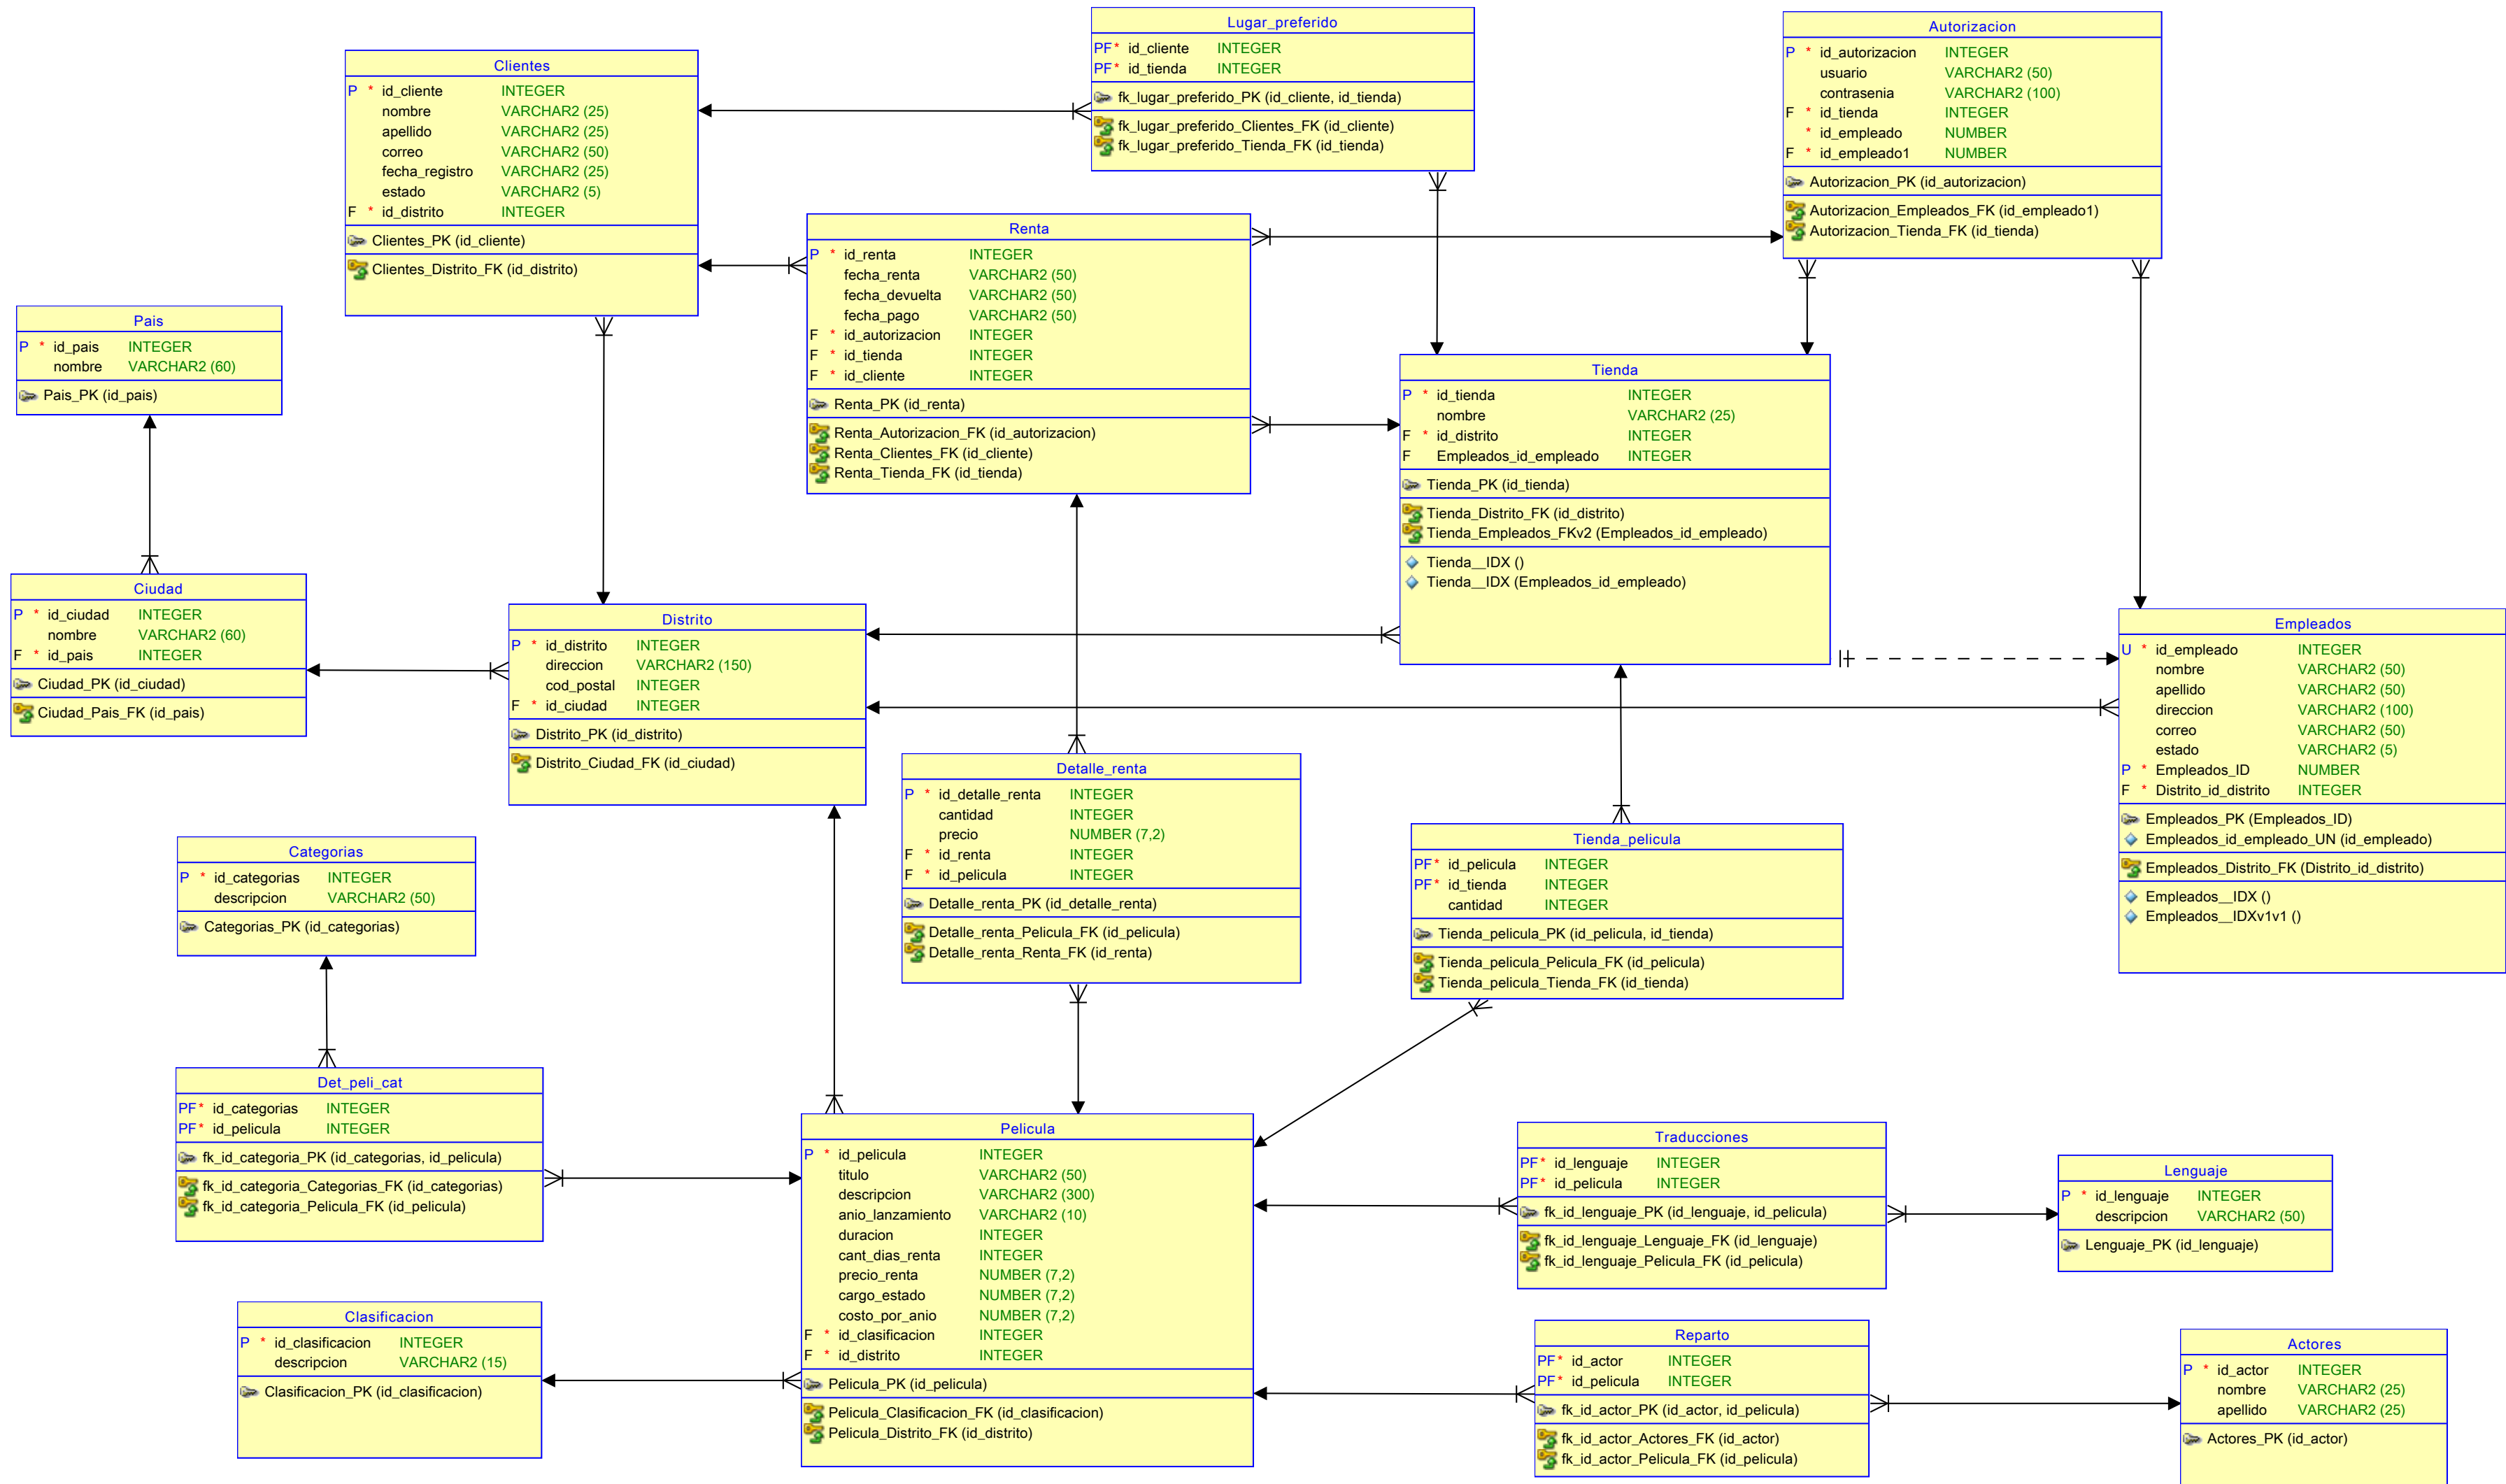 Lugar_preferido
PF* id_cliente INTEGER
PF* id_tienda INTEGER
fk_lugar_preferido_PK (id_cliente, id_tienda)
fk_lugar_preferido_Clientes_FK (id_cliente)
fk_lugar_preferido_Tienda_FK (id_tienda)
Autorizacion
P * id_autorizacion INTEGER
usuario VARCHAR2 (50)
contrasenia VARCHAR2 (100)
F * id_tienda INTEGER
* id_empleado NUMBER
F * id_empleado1 NUMBER
Autorizacion_PK (id_autorizacion)
Autorizacion_Empleados_FK (id_empleado1)
Autorizacion_Tienda_FK (id_tienda)
Clientes
P * id_cliente INTEGER
nombre VARCHAR2 (25)
apellido VARCHAR2 (25)
correo VARCHAR2 (50)
fecha_registro VARCHAR2 (25)
estado VARCHAR2 (5)
F * id_distrito INTEGER
Clientes_PK (id_cliente)
Clientes_Distrito_FK (id_distrito)
Renta
P * id_renta INTEGER
fecha_renta VARCHAR2 (50)
fecha_devuelta VARCHAR2 (50)
fecha_pago VARCHAR2 (50)
F * id_autorizacion INTEGER
F * id_tienda INTEGER
F * id_cliente INTEGER
Renta_PK (id_renta)
Renta_Autorizacion_FK (id_autorizacion)
Renta_Clientes_FK (id_cliente)
Renta_Tienda_FK (id_tienda)
Pais
P * id_pais INTEGER
nombre VARCHAR2 (60)
Pais_PK (id_pais)
Tienda
P * id_tienda INTEGER
nombre VARCHAR2 (25)
F * id_distrito INTEGER
F Empleados_id_empleado INTEGER
Tienda_PK (id_tienda)
Tienda_Distrito_FK (id_distrito)
Tienda_Empleados_FKv2 (Empleados_id_empleado)
Tienda__IDX ()
Tienda__IDX (Empleados_id_empleado)
Ciudad
P * id_ciudad INTEGER
nombre VARCHAR2 (60)
F * id_pais INTEGER
Ciudad_PK (id_ciudad)
Ciudad_Pais_FK (id_pais)
Distrito
P * id_distrito INTEGER
direccion VARCHAR2 (150)
cod_postal INTEGER
F * id_ciudad INTEGER
Distrito_PK (id_distrito)
Distrito_Ciudad_FK (id_ciudad)
Empleados
U * id_empleado INTEGER
nombre VARCHAR2 (50)
apellido VARCHAR2 (50)
direccion VARCHAR2 (100)
correo VARCHAR2 (50)
estado VARCHAR2 (5)
P * Empleados_ID NUMBER
F * Distrito_id_distrito INTEGER
Empleados_PK (Empleados_ID)
Empleados_id_empleado_UN (id_empleado)
Empleados_Distrito_FK (Distrito_id_distrito)
Empleados__IDX ()
Empleados__IDXv1v1 ()
Detalle_renta
P * id_detalle_renta INTEGER
cantidad INTEGER
precio NUMBER (7,2)
F * id_renta INTEGER
F * id_pelicula INTEGER
Detalle_renta_PK (id_detalle_renta)
Detalle_renta_Pelicula_FK (id_pelicula)
Detalle_renta_Renta_FK (id_renta)
Tienda_pelicula
PF* id_pelicula INTEGER
PF* id_tienda INTEGER
cantidad INTEGER
Tienda_pelicula_PK (id_pelicula, id_tienda)
Tienda_pelicula_Pelicula_FK (id_pelicula)
Tienda_pelicula_Tienda_FK (id_tienda)
Categorias
P * id_categorias INTEGER
descripcion VARCHAR2 (50)
Categorias_PK (id_categorias)
Det_peli_cat
PF* id_categorias INTEGER
PF* id_pelicula INTEGER
fk_id_categoria_PK (id_categorias, id_pelicula)
fk_id_categoria_Categorias_FK (id_categorias)
fk_id_categoria_Pelicula_FK (id_pelicula)
Pelicula
P * id_pelicula INTEGER
titulo VARCHAR2 (50)
descripcion VARCHAR2 (300)
anio_lanzamiento VARCHAR2 (10)
duracion INTEGER
cant_dias_renta INTEGER
precio_renta NUMBER (7,2)
cargo_estado NUMBER (7,2)
costo_por_anio NUMBER (7,2)
F * id_clasificacion INTEGER
F * id_distrito INTEGER
Pelicula_PK (id_pelicula)
Pelicula_Clasificacion_FK (id_clasificacion)
Pelicula_Distrito_FK (id_distrito)
Traducciones
PF* id_lenguaje INTEGER
PF* id_pelicula INTEGER
fk_id_lenguaje_PK (id_lenguaje, id_pelicula)
fk_id_lenguaje_Lenguaje_FK (id_lenguaje)
fk_id_lenguaje_Pelicula_FK (id_pelicula)
Lenguaje
P * id_lenguaje INTEGER
descripcion VARCHAR2 (50)
Lenguaje_PK (id_lenguaje)
Clasificacion
P * id_clasificacion INTEGER
descripcion VARCHAR2 (15)
Clasificacion_PK (id_clasificacion)
Reparto
PF* id_actor INTEGER
PF* id_pelicula INTEGER
fk_id_actor_PK (id_actor, id_pelicula)
fk_id_actor_Actores_FK (id_actor)
fk_id_actor_Pelicula_FK (id_pelicula)
Actores
P * id_actor INTEGER
nombre VARCHAR2 (25)
apellido VARCHAR2 (25)
Actores_PK (id_actor)